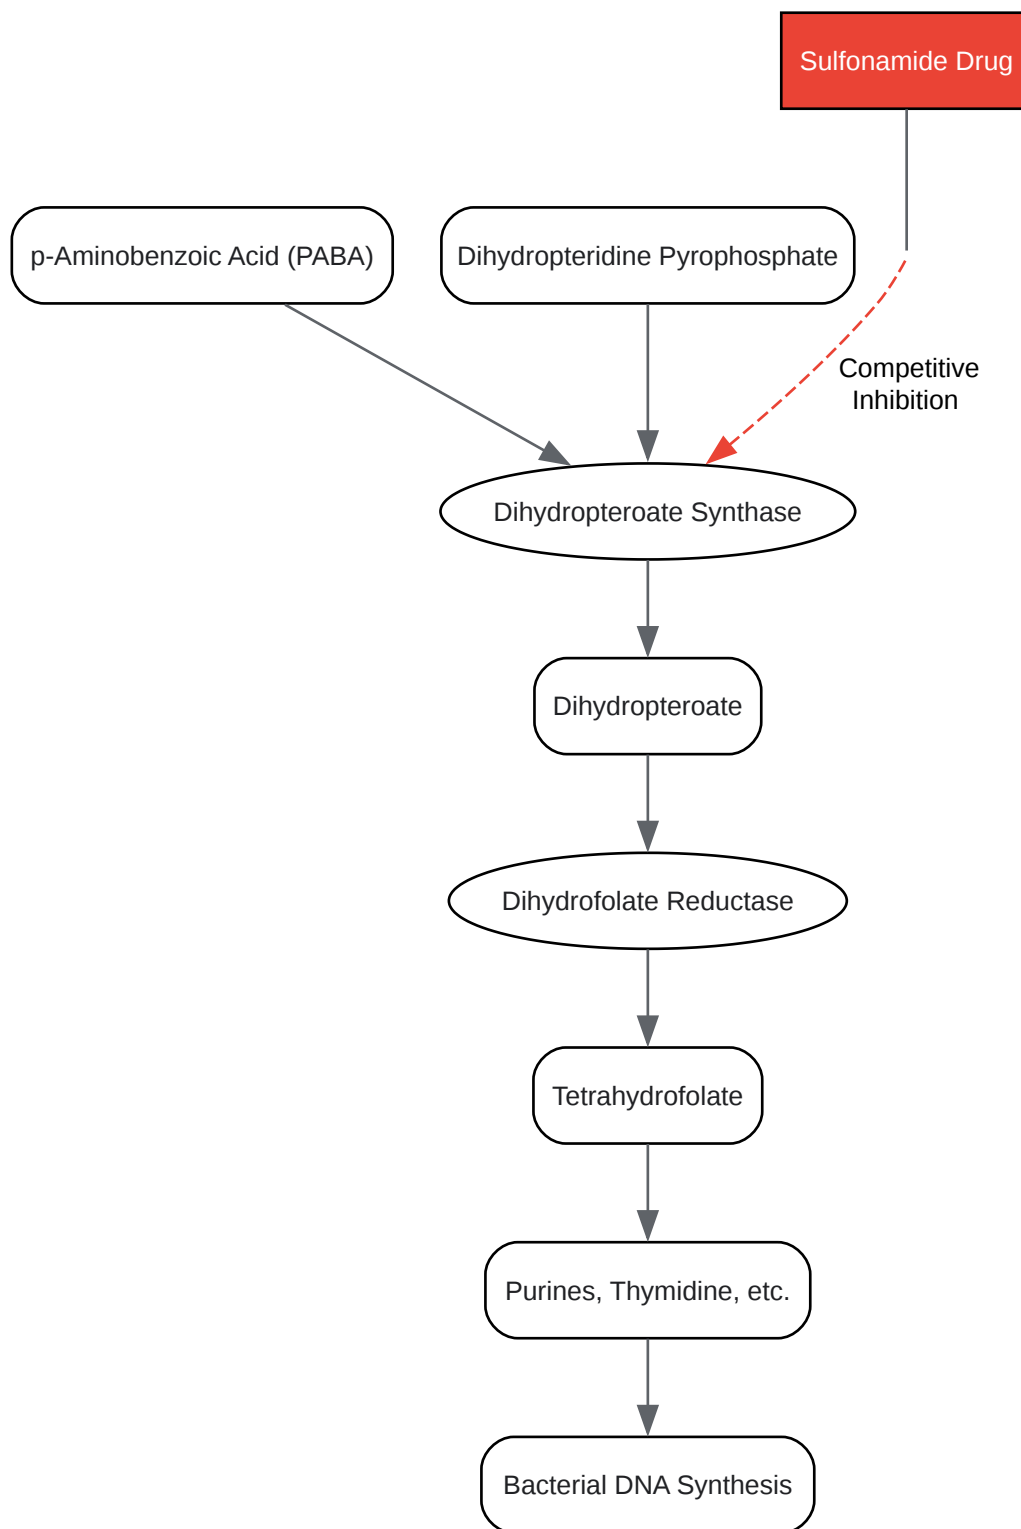 Sulfonamide Drug
p-Aminobenzoic Acid (PABA)
Dihydropteridine Pyrophosphate
Competitive
Inhibition
Dihydropteroate Synthase
Dihydropteroate
Dihydrofolate Reductase
Tetrahydrofolate
Purines, Thymidine, etc.
Bacterial DNA Synthesis